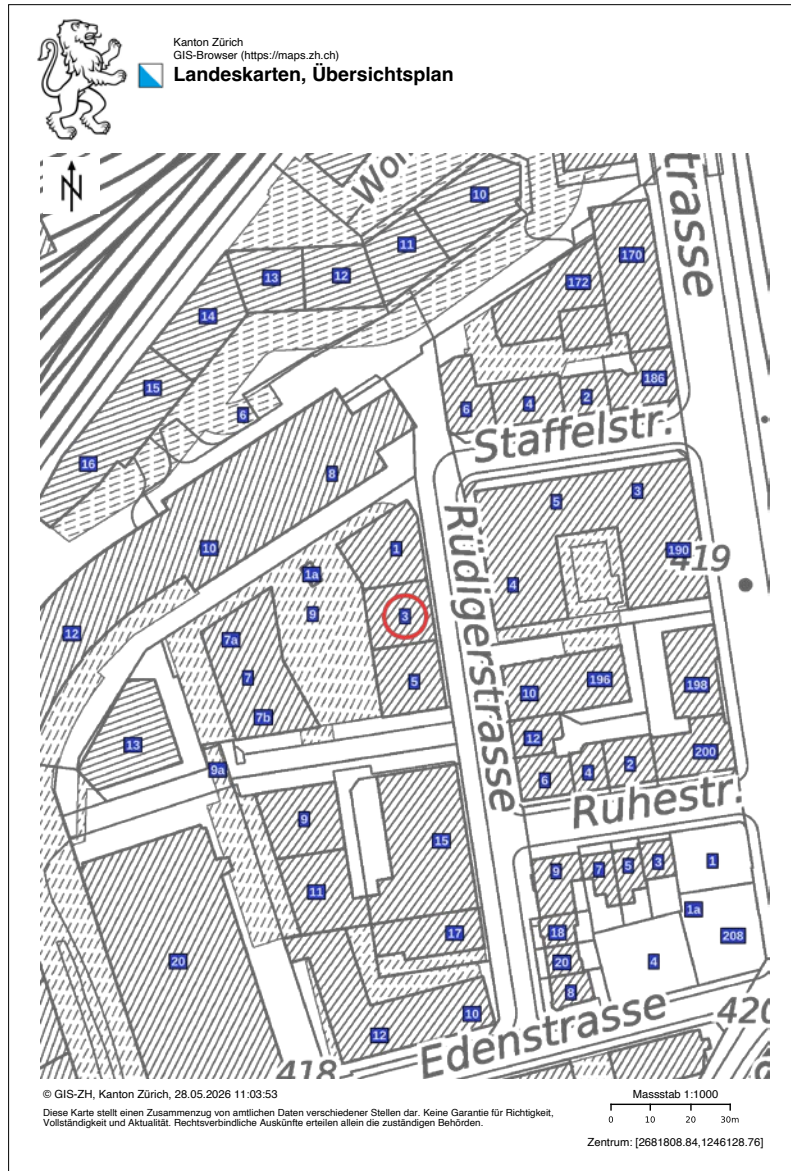 Kanton Zürich
GIS-Browser (https://maps.zh.ch)
Landeskarten, Übersichtsplan
N
trasse
10
11
170
13
12
172
14
186
15
2
4
6
6
Staffelstr.
16
8
3
5
10
1
190
419
1a
4
9
3
Rüdigerstrasse
12
7a
196
7
5
198
10
7b
12
13
200
9a
2
4
6
Ruhestr.
9
15
3
1
5
7
9
11
1a
17
18
208
20
20
4
8
10
Edenstrasse
420
12
418
© GIS-ZH, Kanton Zürich, 28.05.2026 11:03:53
Diese Karte stellt einen Zusammenzug von amtlichen Daten verschiedener Stellen dar. Keine Garantie für Richtigkeit,
Vollständigkeit und Aktualität. Rechtsverbindliche Auskünfte erteilen allein die zuständigen Behörden.
Massstab 1:1000
0 10 20 30m
Zentrum: [2681808.84,1246128.76]